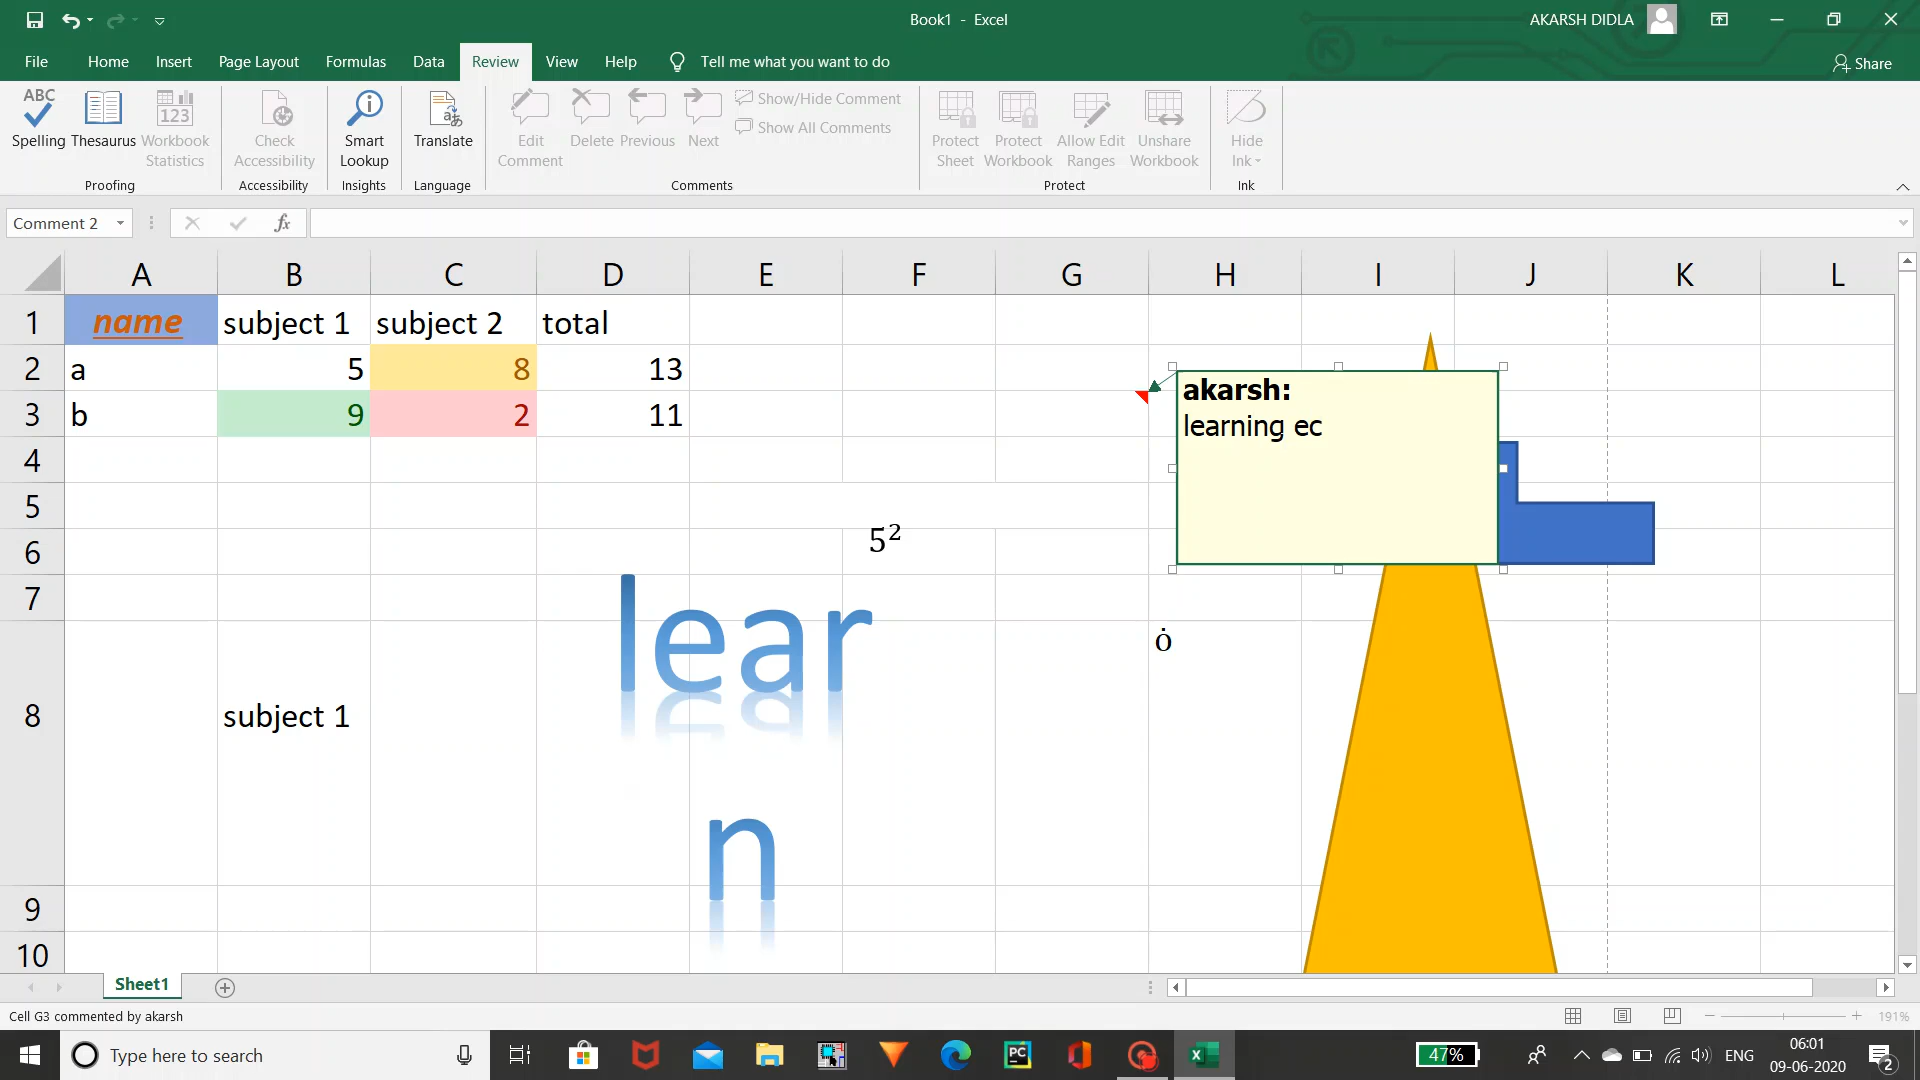 Book1 - Excel
AKARSH DIDLA
File Home Insert Page Layout Formulas Data Review View Help Tell me what you want to do
Share
ABC
Spelling
Thesaurus
123
Workbook Statistics
Proofing
Check Accessibility
Accessibility
Smart Lookup
Insights
Translate
Language
Edit Comment
Delete
Previous
Next
Show/Hide Comment
Show All Comments
Comments
Protect Sheet
Protect Workbook
Allow Edit Ranges
Unshare Workbook
Protect
Hide Ink
Ink
Comment 2
fx
A B C D E F G H I J K L
1 name subject 1 subject 2 total
2 a 5 8 13
3 b 9 2 11
akarsh:
learning ec
4
5
6
5²
7
lear
n
ȯ
8 subject 1
9
10
Sheet1
Cell G3 commented by akarsh
191%
Type here to search
PC
47%
ENG
06:01
09-06-2020
2